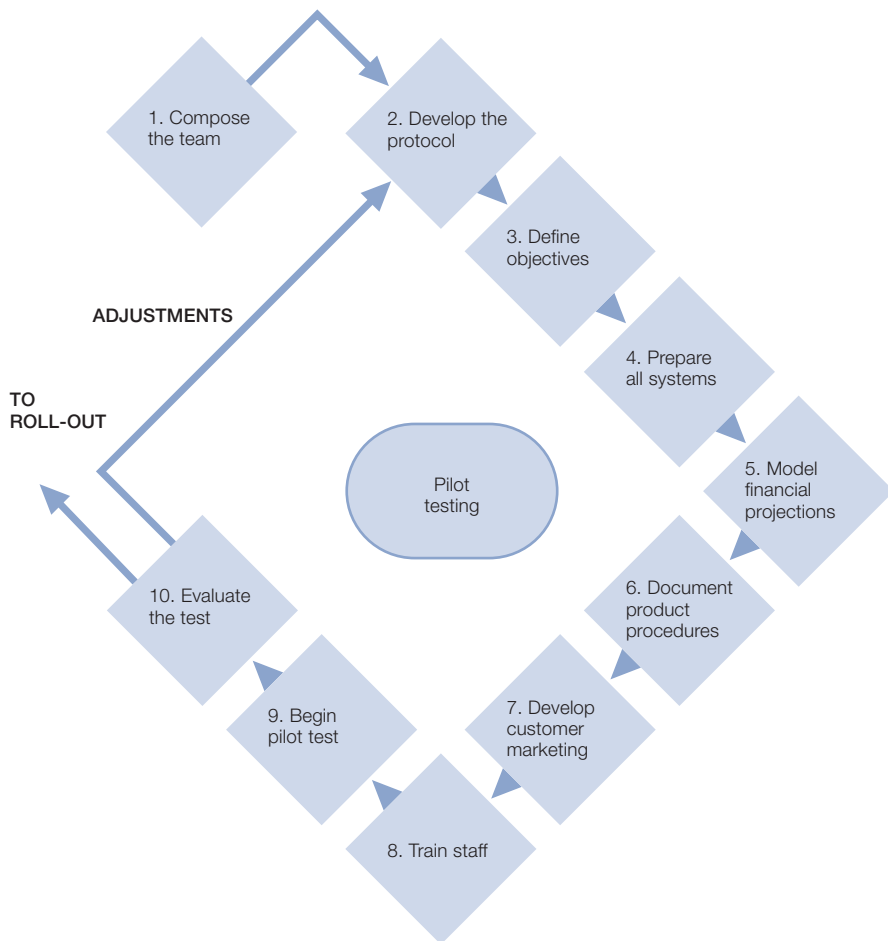 1. Compose
the team
2. Develop the
protocol
3. Define
objectives
4. Prepare
all systems
5. Model
financial
projections
6. Document
product
procedures
7. Develop
customer
marketing
8. Train staff
9. Begin
pilot test
10. Evaluate
the test
ADJUSTMENTS
TO
ROLL-OUT
Pilot
testing